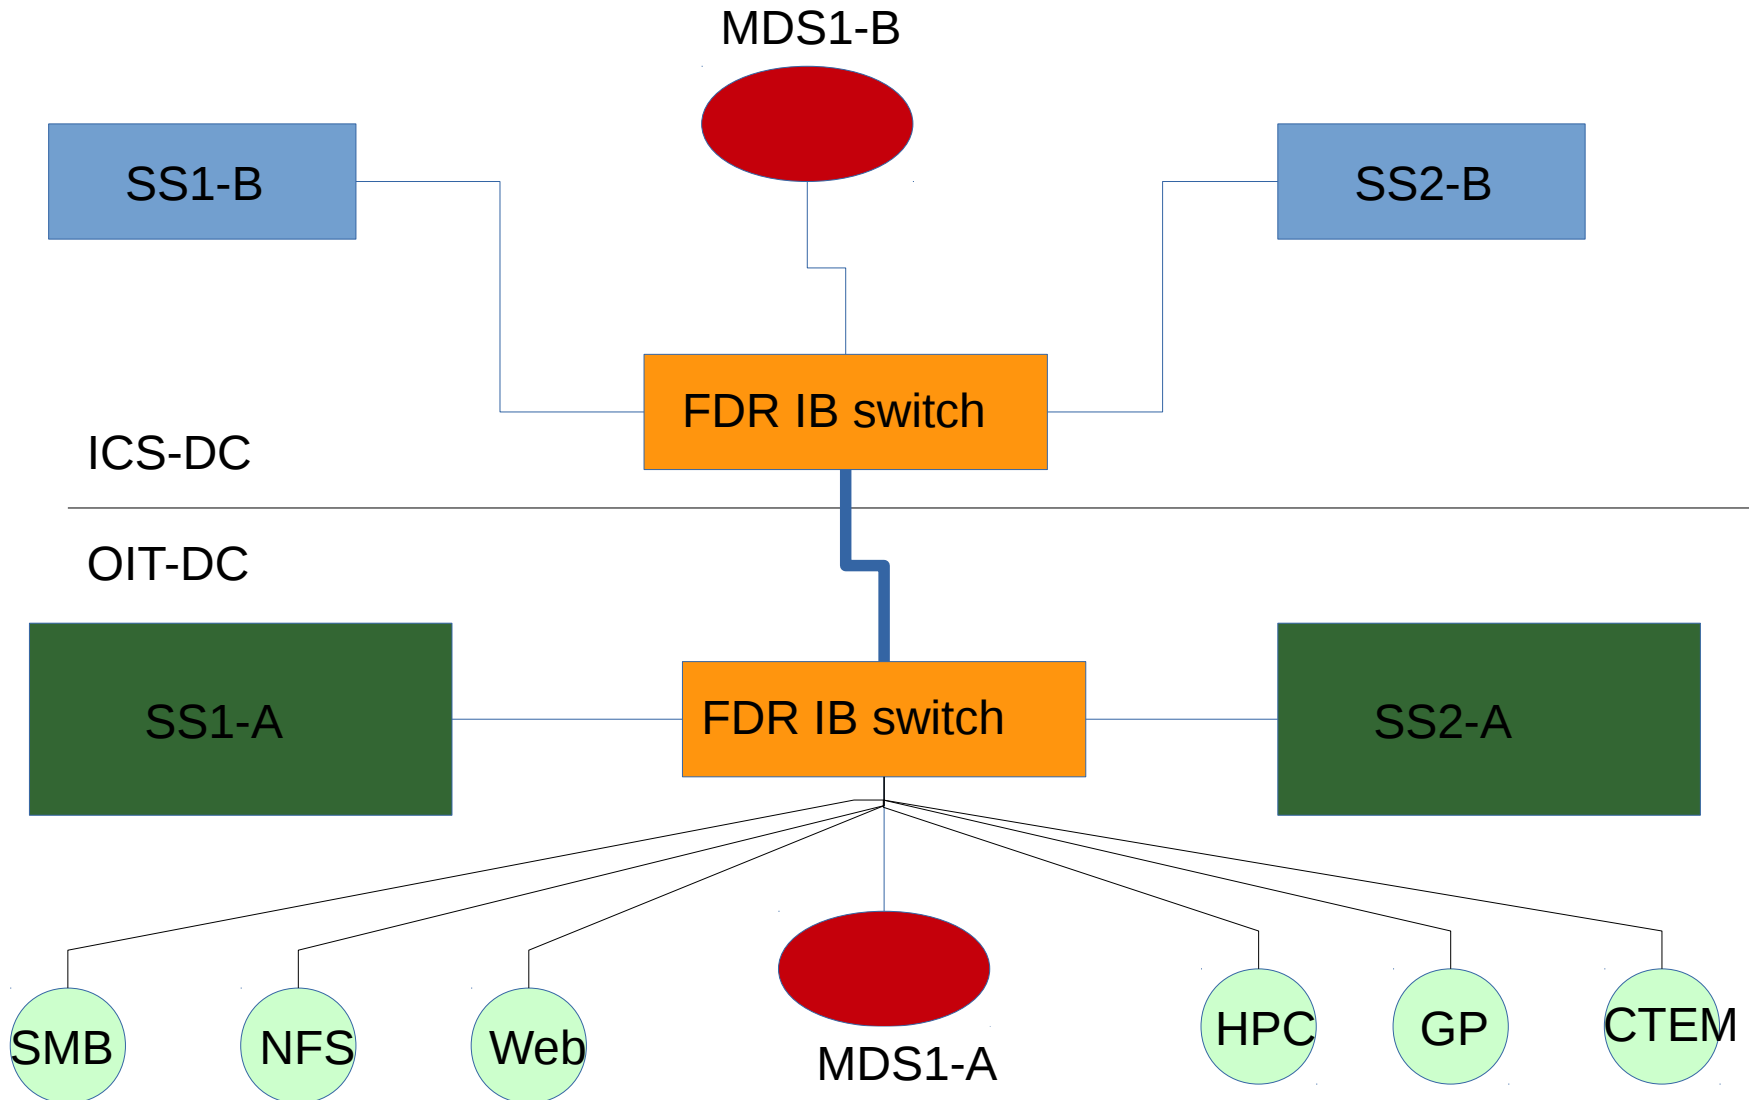 MDS1-B
SS1-B
SS2-B
FDR IB switch
ICS-DC
OIT-DC
SS1-A
FDR IB switch
SS2-A
SMB
NFS
Web
MDS1-A
HPC
GP
CTEM